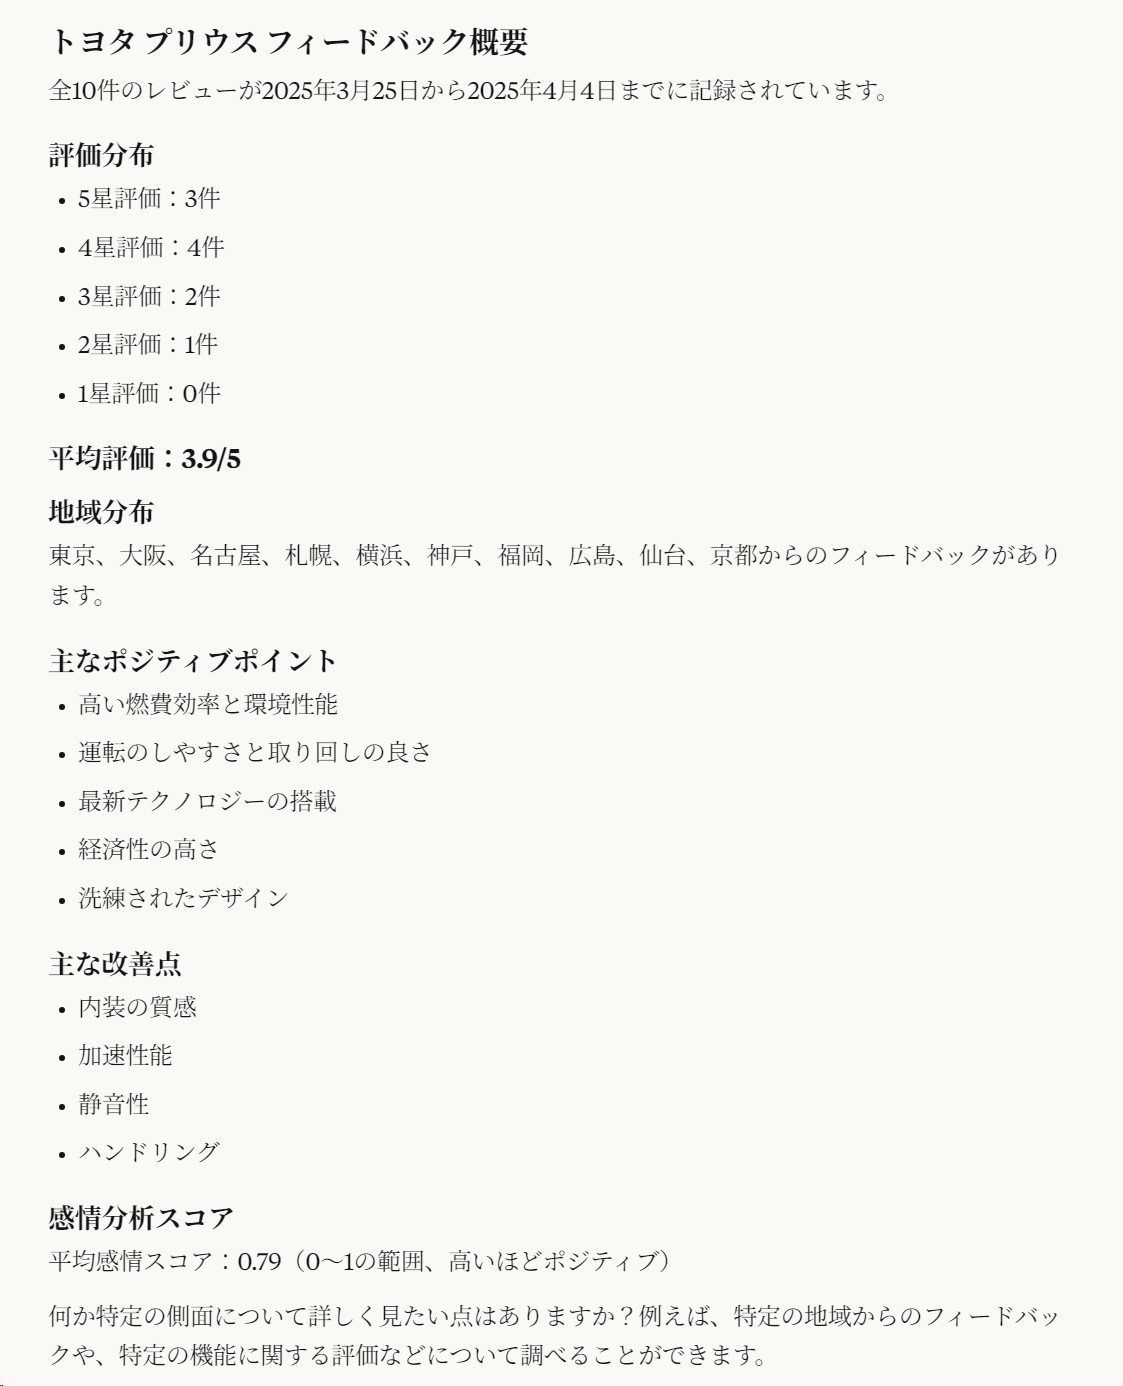 トヨタ プリウス フィードバック概要
全10件のレビューが2025年3月25日から2025年4月4日までに記録されています。
評価分布
• 5星評価：3件
• 4星評価：4件
• 3星評価：2件
• 2星評価：1件
• 1星評価：0件
平均評価：3.9/5
地域分布
東京、大阪、名古屋、札幌、横浜、神戸、福岡、広島、仙台、京都からのフィードバックがあり
ます。
主なポジティブポイント
• 高い燃費効率と環境性能
• 運転のしやすさと取り回しの良さ
• 最新テクノロジーの搭載
• 経済性の高さ
• 洗練されたデザイン
主な改善点
• 内装の質感
• 加速性能
• 静音性
• ハンドリング
感情分析スコア
平均感情スコア：0.79（0〜1の範囲、高いほどポジティブ）
何か特定の側面について詳しく見たい点はありますか？例えば、特定の地域からのフィードバッ
クや、特定の機能に関する評価などについて調べることができます。